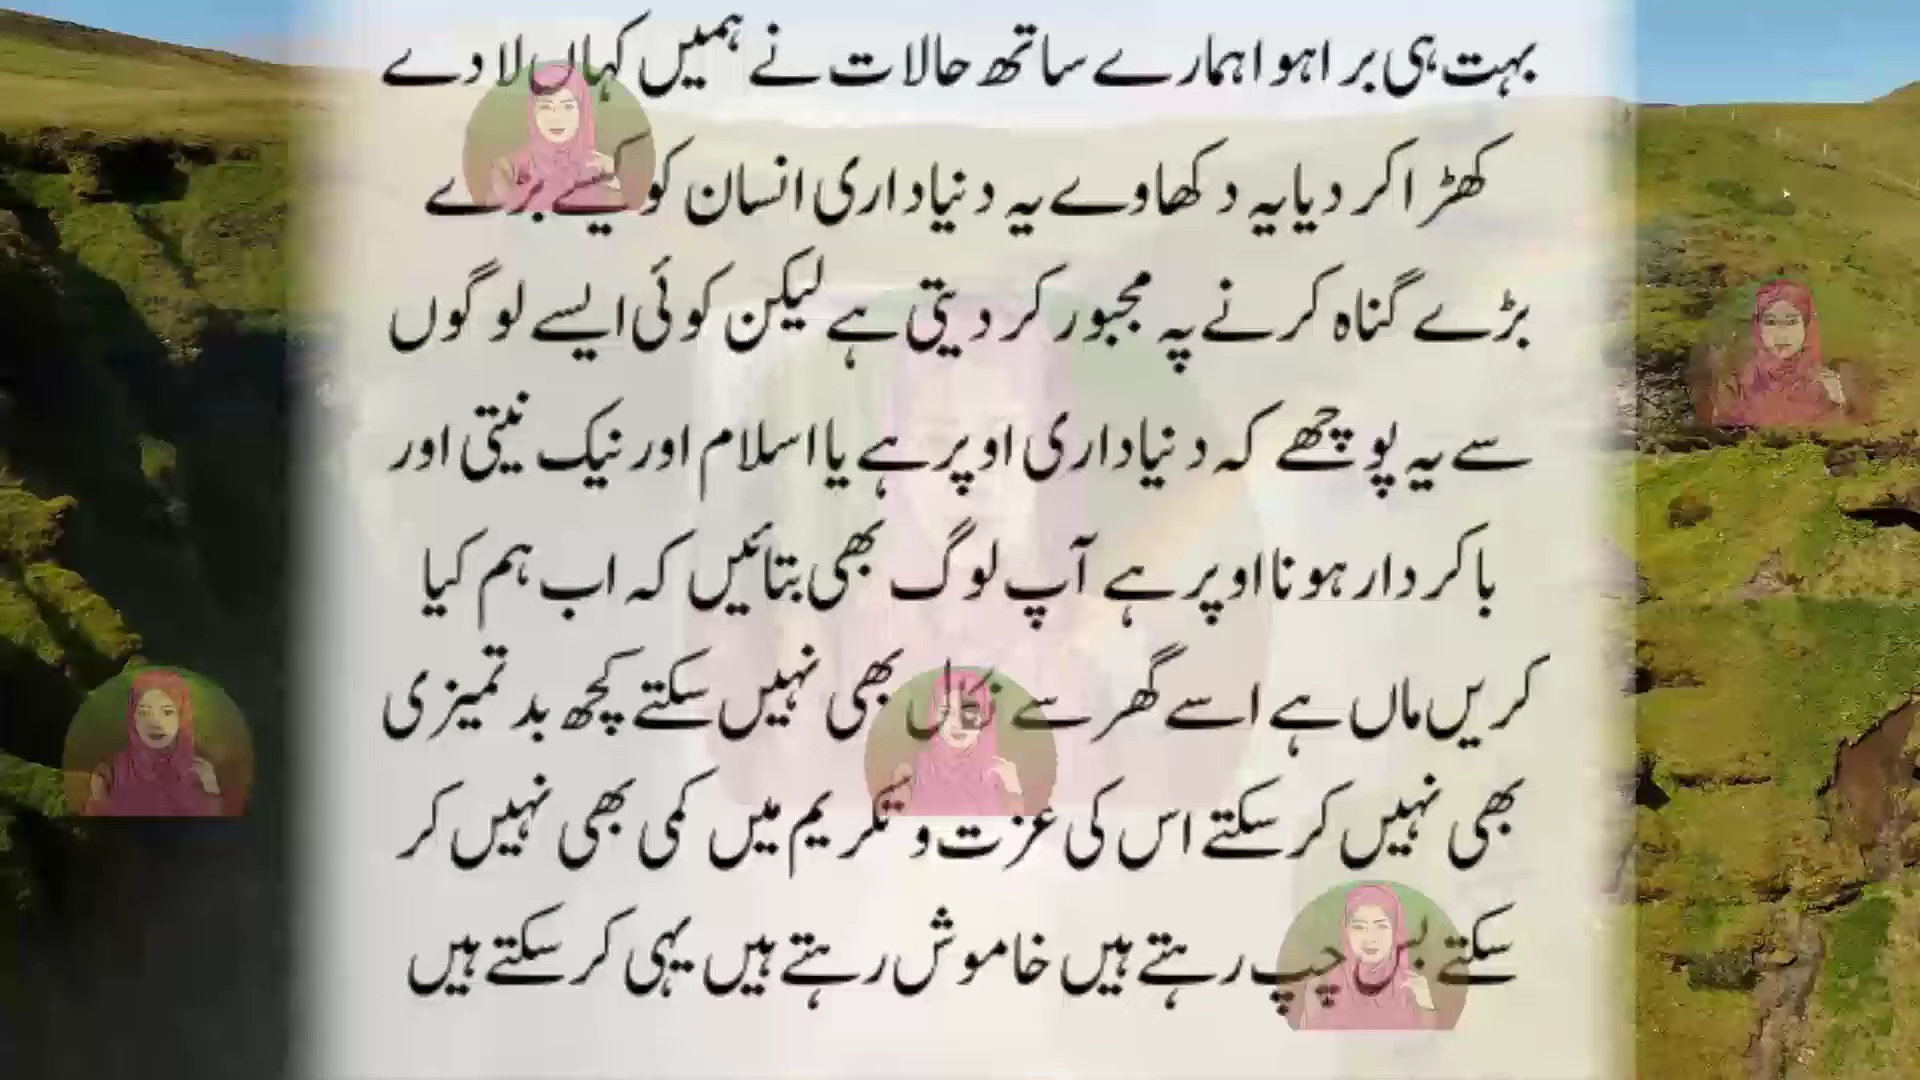 بہت ہی برا ہوا ہمارے ساتھ حالات نے ہمیں کہاں لا دے
کھڑا کر دیا یہ دکھاوے یہ دنیاداری انسان کو کیسے بڑے
بڑے گناہ کرنے پہ مجبور کر دیتی ہے لیکن کوئی ایسے لوگوں
سے یہ پوچھے کہ دنیاداری اوپر ہے یا اسلام اور نیک نیتی اور
باکردار ہونا اوپر ہے آپ لوگ بھی بتائیں کہ اب ہم کیا
کریں ماں ہے اسے گھر سے نکال بھی نہیں سکتے کچھ بدتمیزی
بھی نہیں کر سکتے اس کی عزت و تکریم میں کمی بھی نہیں کر
سکتے بس چپ رہتے ہیں خاموش رہتے ہیں یہی کر سکتے ہیں